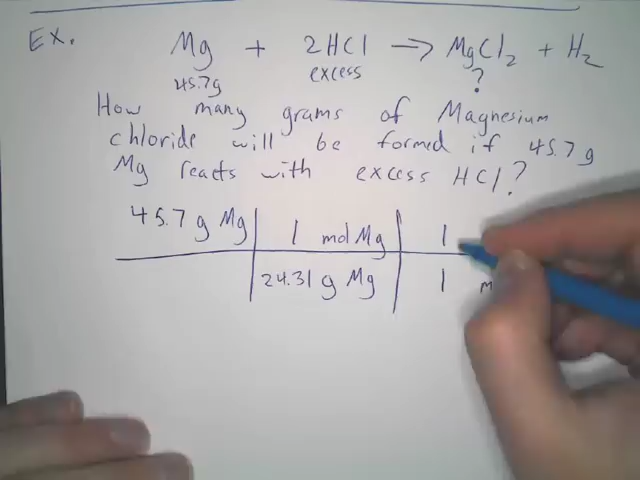 Ex. Mg + 2HCl → MgCl₂ + H₂
45.7g excess ?
How many grams of Magnesium
chloride will be formed if 45.7 g
Mg reacts with excess HCl?
45.7 g Mg | 1 mol Mg | 1
24.31 g Mg | 1 m